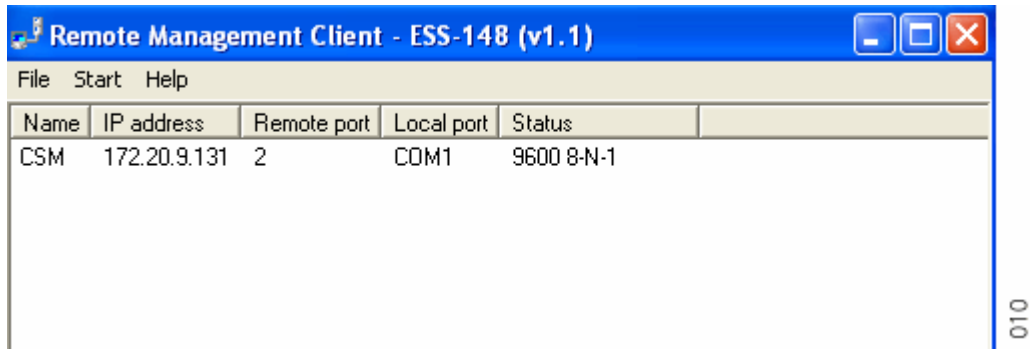 Remote Management Client - ESS-148 (v1.1)
File Start Help
Name IP address Remote port Local port Status
CSM 172.20.9.131 2 COM1 9600 8-N-1
010